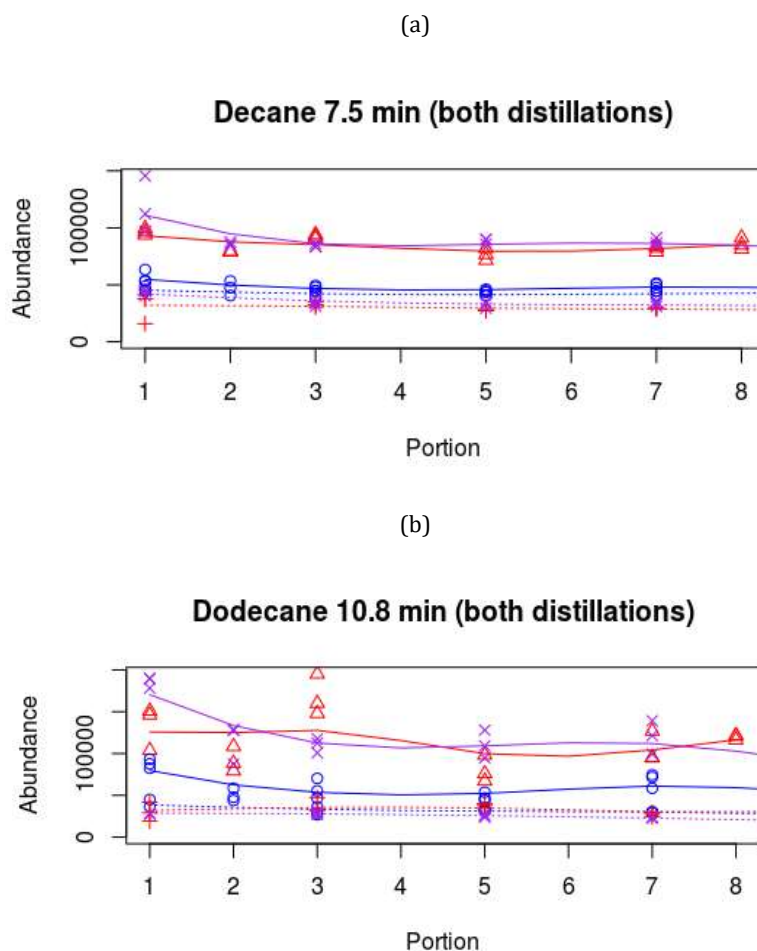 (a)
Decane 7.5 min (both distillations)
Abundance
0
100000
1
2
3
4
5
6
7
8
Portion
(b)
Dodecane 10.8 min (both distillations)
Abundance
0
100000
1
2
3
4
5
6
7
8
Portion